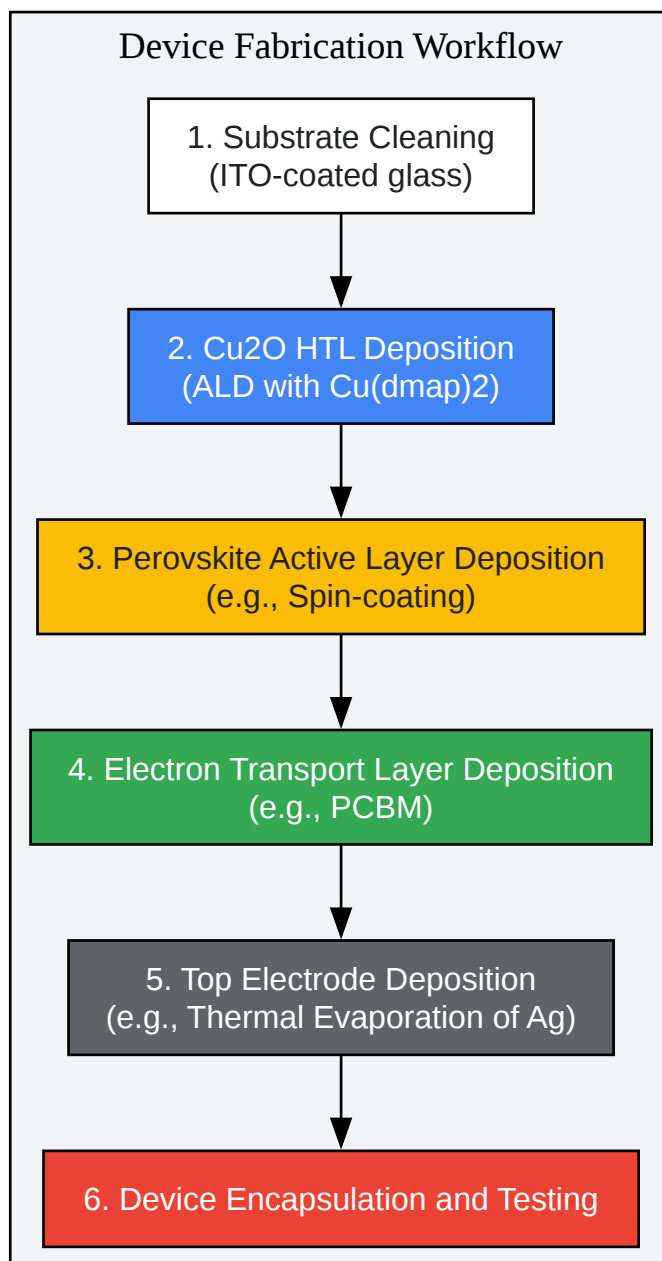 Device Fabrication Workflow
1. Substrate Cleaning
(ITO-coated glass)
2. Cu2O HTL Deposition
(ALD with Cu(dmap)2)
3. Perovskite Active Layer Deposition
(e.g., Spin-coating)
4. Electron Transport Layer Deposition
(e.g., PCBM)
5. Top Electrode Deposition
(e.g., Thermal Evaporation of Ag)
6. Device Encapsulation and Testing